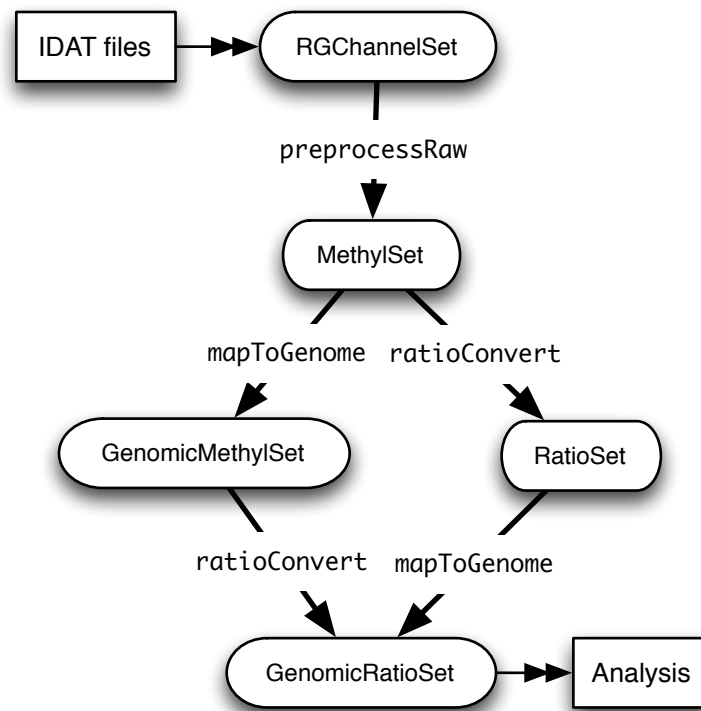 IDAT files
RGChannelSet
preprocessRaw
MethylSet
mapToGenome ratioConvert
GenomicMethylSet
RatioSet
ratioConvert mapToGenome
GenomicRatioSet
Analysis